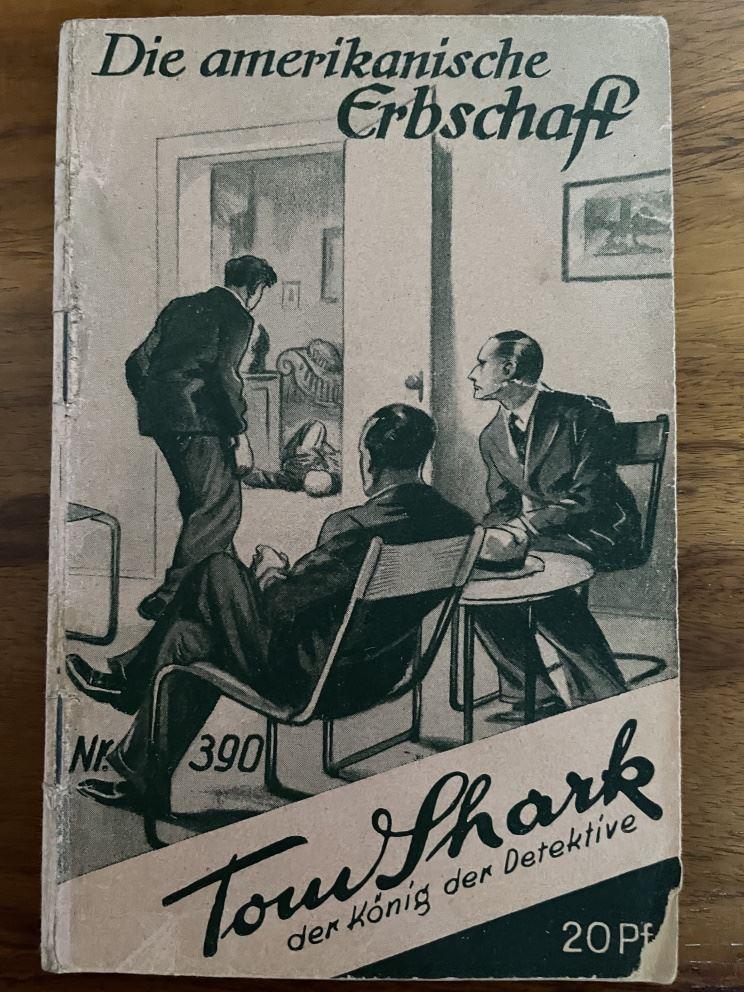 Die amerikanische
Erbschaft
Nr. 390
Tom Shark
der König der Detektive
20 Pf